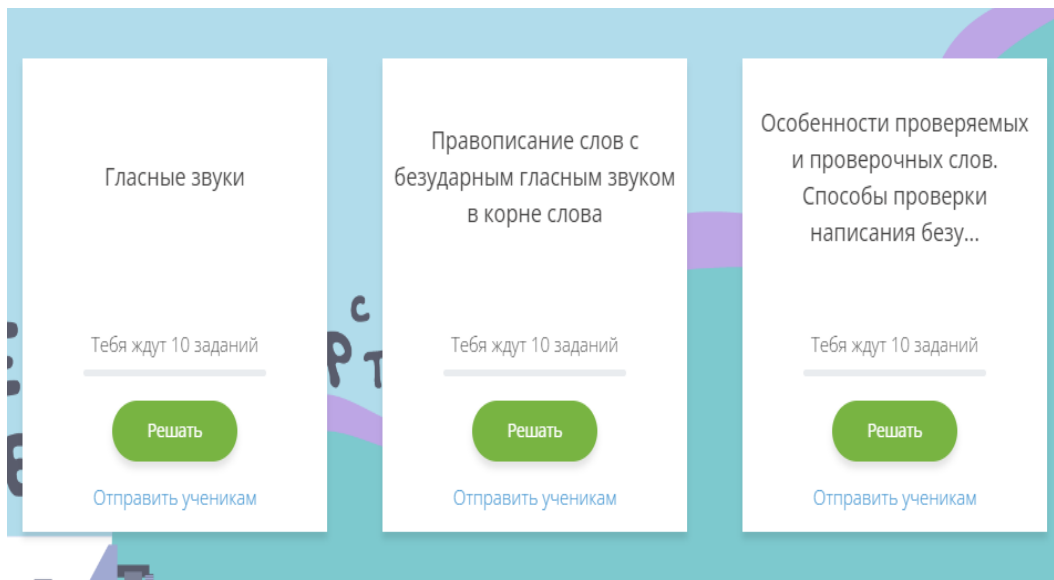 Гласные звуки
Тебя ждут 10 заданий
Решать
Отправить ученикам
Правописание слов с
безударным гласным звуком
в корне слова
Тебя ждут 10 заданий
Решать
Отправить ученикам
Особенности проверяемых
и проверочных слов.
Способы проверки
написания безу...
Тебя ждут 10 заданий
Решать
Отправить ученикам